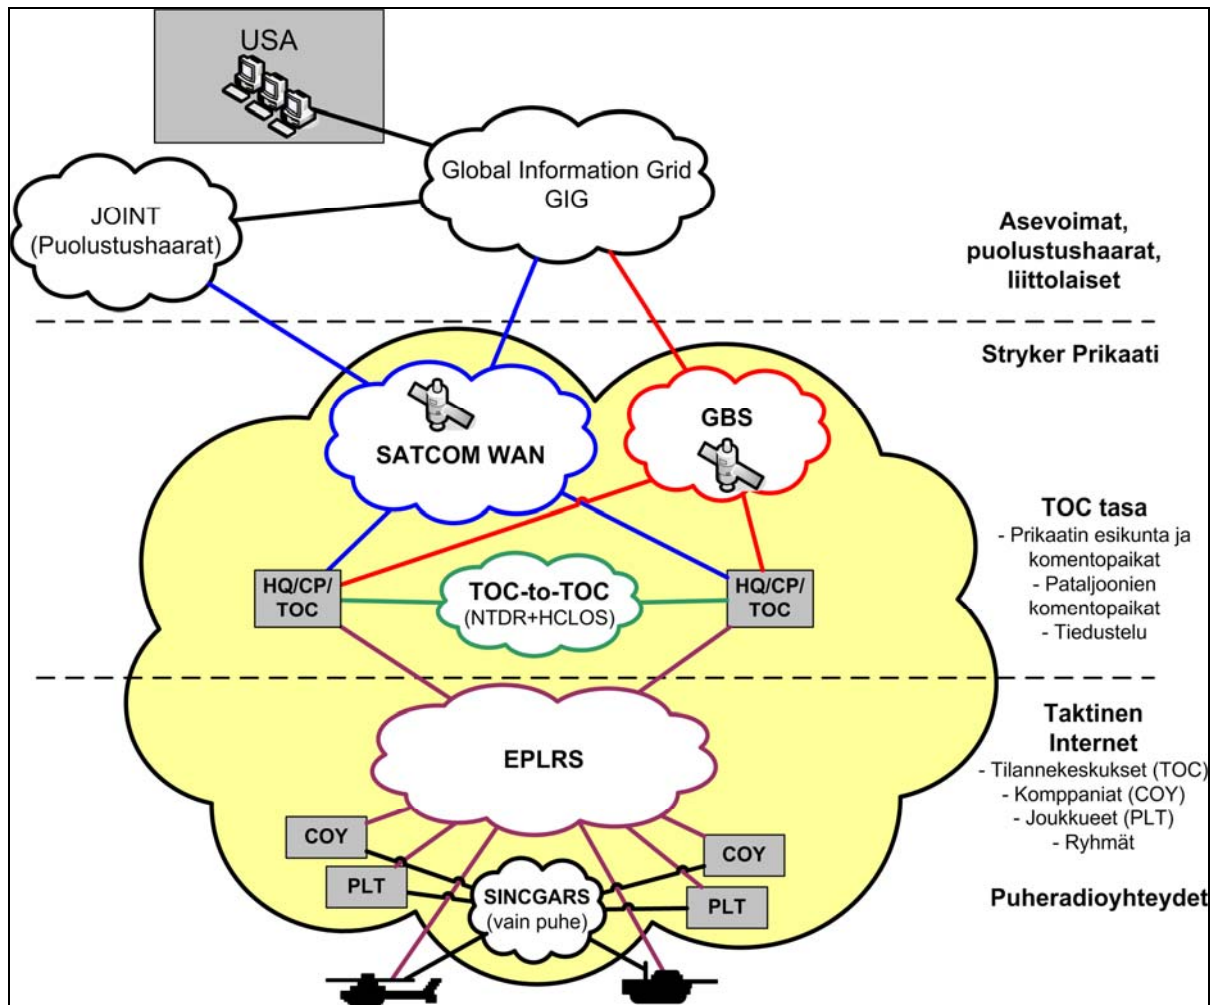 USA
Global Information Grid
GIG
JOINT
(Puolustushaarat)
Asevoimat,
puolustushaarat,
liittolaiset
Stryker Prikaati
SATCOM WAN
GBS
TOC tasa
- Prikaatin esikunta ja
komentopaikat
- Pataljoonien
komentopaikat
- Tiedustelu
HQ/CP/
TOC
TOC-to-TOC
(NTDR+HCLOS)
HQ/CP/
TOC
EPLRS
Taktinen
Internet
- Tilannekeskukset (TOC)
- Komppaniat (COY)
- Joukkueet (PLT)
- Ryhmät
COY
COY
PLT
SINCGARS
(vain puhe)
PLT
Puheradioyhteydet